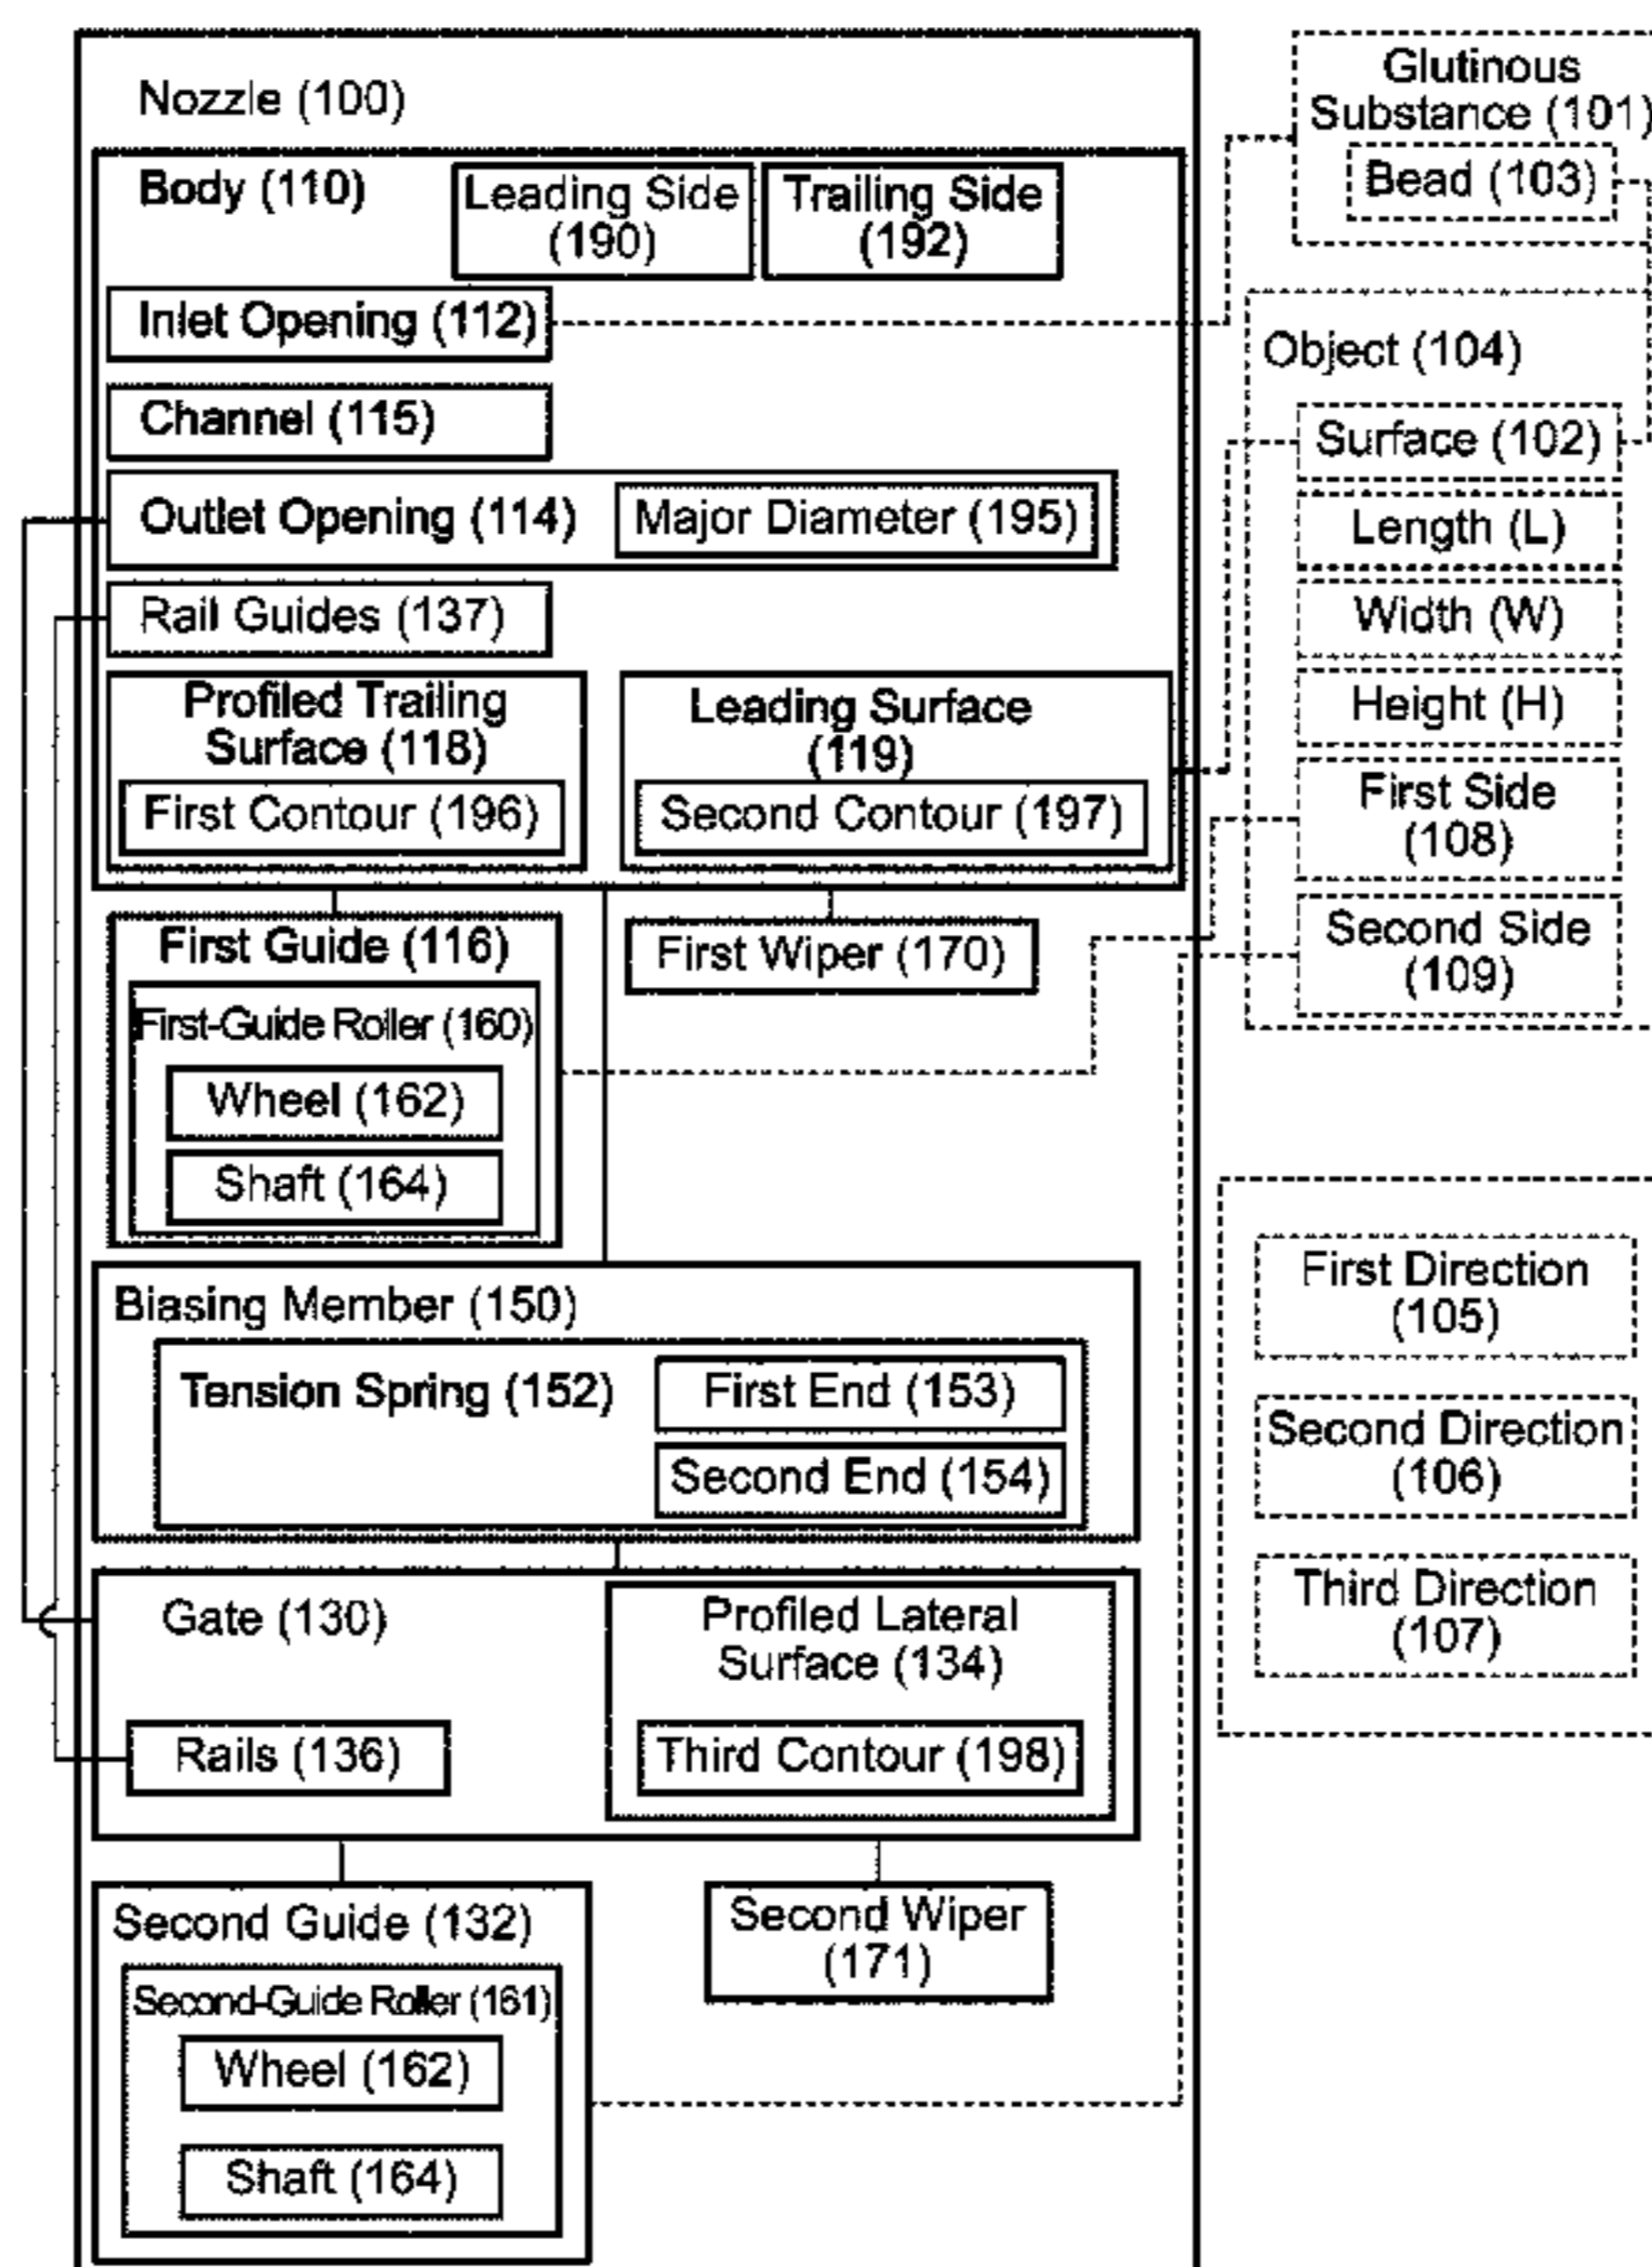 Nozzle (100)
Body (110)
Leading Side
(190)
Trailing Side
(192)
Inlet Opening (112)
Channel (115)
Outlet Opening (114)
Major Diameter (195)
Rail Guides (137)
Profiled Trailing
Surface (118)
First Contour (196)
Leading Surface
(119)
Second Contour (197)
First Guide (116)
First-Guide Roller (160)
Wheel (162)
Shaft (164)
First Wiper (170)
Biasing Member (150)
Tension Spring (152)
First End (153)
Second End (154)
Gate (130)
Profiled Lateral
Surface (134)
Rails (136)
Third Contour (198)
Second Guide (132)
Second-Guide Roller (161)
Wheel (162)
Shaft (164)
Second Wiper
(171)
Glutinous
Substance (101)
Bead (103)
Object (104)
Surface (102)
Length (L)
Width (W)
Height (H)
First Side
(108)
Second Side
(109)
First Direction
(105)
Second Direction
(106)
Third Direction
(107)